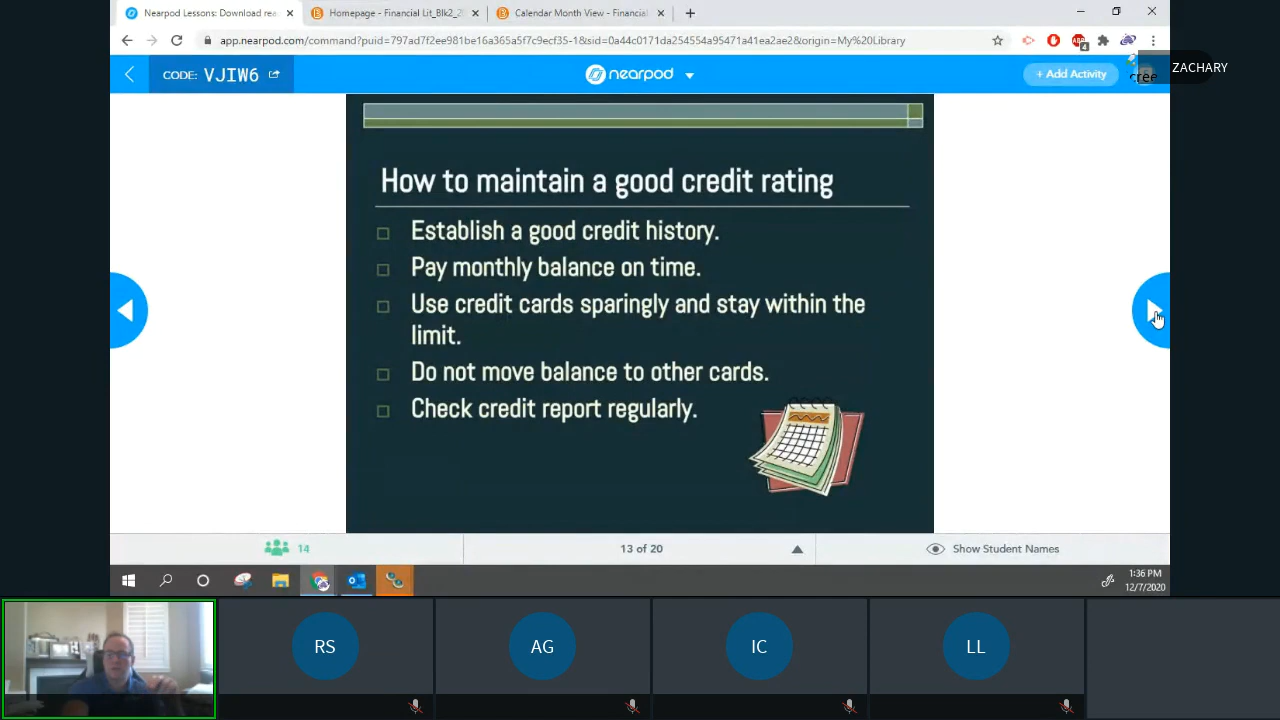 Nearpod Lessons: Download rea
Homepage - Financial Lit_Blk2_2
Calendar Month View - Financial
app.nearpod.com/command?puid=797ad7f2ee981be16a365a5f7c9ecf35-1&sid=0a44c0171da254554a95471a41ea2ae2&origin=My%20Library
4
CODE: VJIW6
nearpod
+ Add Activity
cree
ZACHARY
How to maintain a good credit rating
Establish a good credit history.
Pay monthly balance on time.
Use credit cards sparingly and stay within the
limit.
Do not move balance to other cards.
Check credit report regularly.
14
13 of 20
Show Student Names
1:36 PM
12/7/2020
RS
AG
IC
LL